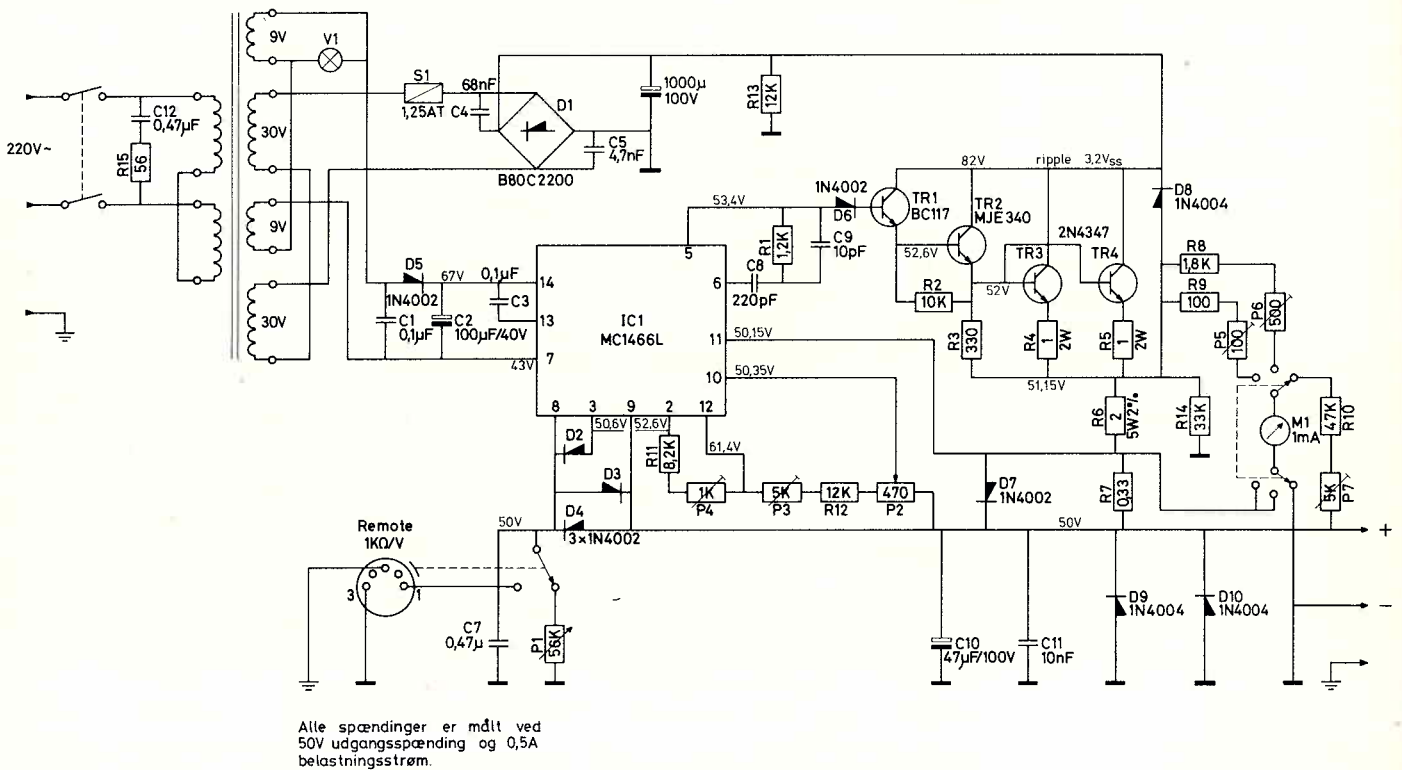 9V
V1
S1
1,25AT
68nF
C4
D1
B80C2200
C5
4,7nF
1000µ
100V
R13
12K
C12
0,47µF
R15
56
220V~
30V
9V
30V
82V
ripple 3,2Vss
D8
1N4004
1N4002
D6
TR1
BC117
TR2
MJE340
2N4347
TR3
TR4
53,4V
52,6V
52V
R1
1,2K
C9
10pF
C8
220pF
R2
10K
R3
330
R4
1
2W
R5
1
2W
R8
1,8K
R9
100
P5
100
P6
500
D5
1N4002
67V
0,1µF
C3
C1
0,1µF
C2
100µF/40V
43V
14
13
7
5
6
11
10
IC1
MC1466L
8
3
9
2
12
50,15V
50,35V
51,15V
R6
2
5W2%
R14
33K
M1
1mA
47K
R10
5K
P7
D2
50,6V
52,6V
61,4V
R11
8,2K
D3
D4
3×1N4002
1K
P4
5K
P3
12K
R12
470
P2
D7
1N4002
R7
0,33
50V
50V
+
−
Remote
1KΩ/V
3
1
C7
0,47µ
P1
56K
C10
47µF/100V
C11
10nF
D9
1N4004
D10
1N4004
Alle spændinger er målt ved
50V udgangsspænding og 0,5A
belastningsstrøm.